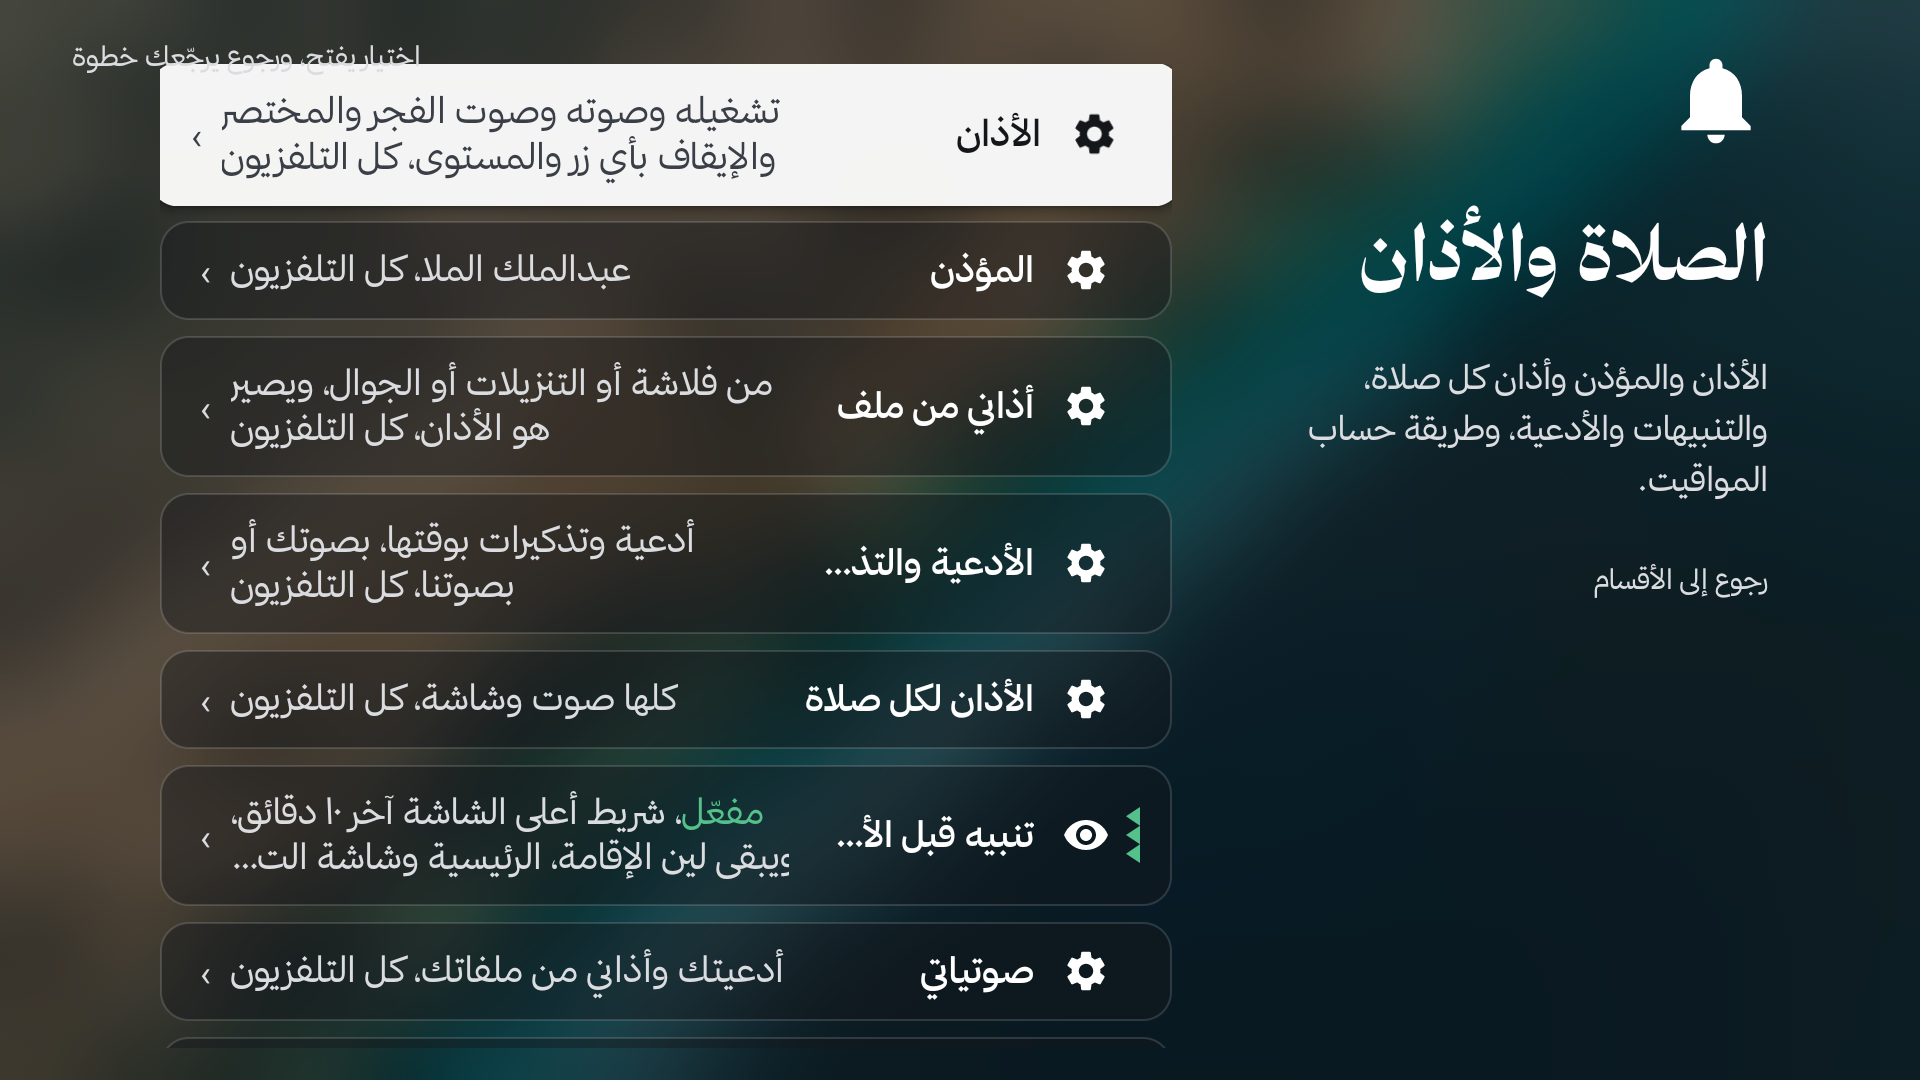 اختيار يفتح، ورجوع يرجّعك خطوة
الصلاة والأذان
الأذان والمؤذن وأذان كل صلاة،
والتنبيهات والأدعية، وطريقة حساب
المواقيت.
رجوع إلى الأقسام
الأذان
تشغيله وصوته وصوت الفجر والمختصر
والإيقاف بأي زر والمستوى، كل التلفزيون
المؤذن
عبدالملك الملا، كل التلفزيون
أذاني من ملف
من فلاشة أو التنزيلات أو الجوال، ويصير
هو الأذان، كل التلفزيون
الأدعية والتذ...
أدعية وتذكيرات بوقتها، بصوتك أو
بصوتنا، كل التلفزيون
الأذان لكل صلاة
كلها صوت وشاشة، كل التلفزيون
تنبيه قبل الأ...
مفعّل، شريط أعلى الشاشة آخر ١٠ دقائق،
ويبقى لين الإقامة، الرئيسية وشاشة الت...
صوتياتي
أدعيتك وأذاني من ملفاتك، كل التلفزيون